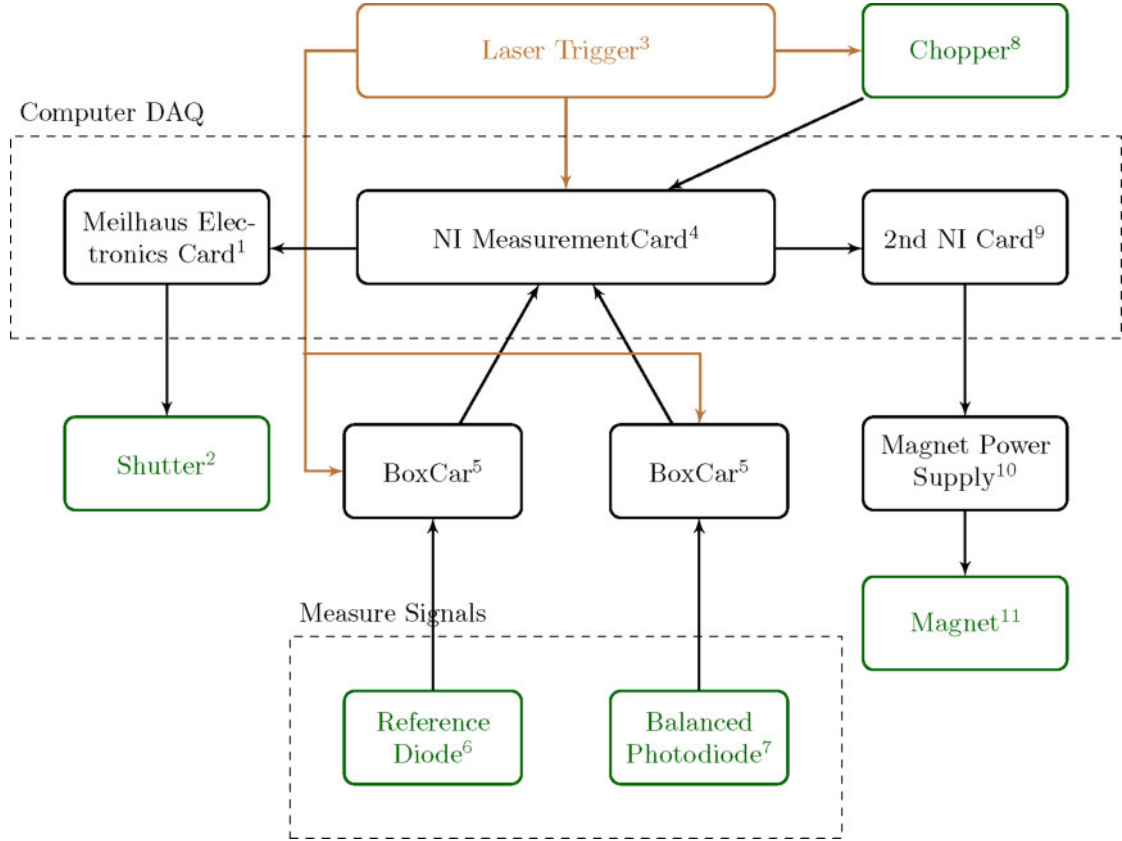 Laser Trigger³
Chopper⁸
Computer DAQ
Meilhaus Elec-
tronics Card¹
NI MeasurementCard⁴
2nd NI Card⁹
Shutter²
BoxCar⁵
BoxCar⁵
Magnet Power
Supply¹⁰
Magnet¹¹
Measure Signals
Reference
Diode⁶
Balanced
Photodiode⁷